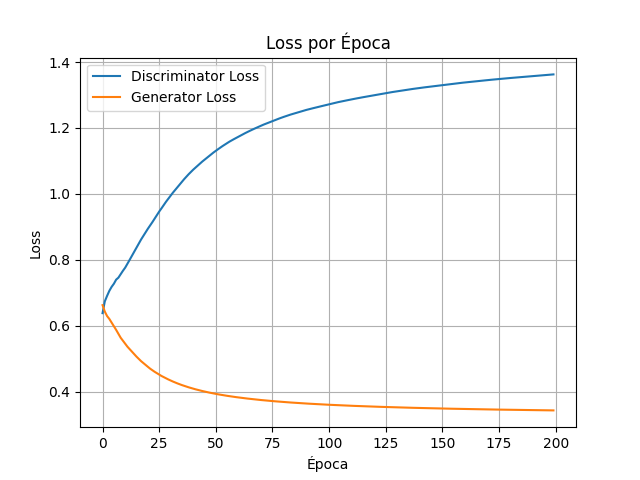 Loss por Época
Discriminator Loss
Generator Loss
1.4
1.2
1.0
0.8
0.6
0.4
Loss
0 25 50 75 100 125 150 175 200
Época